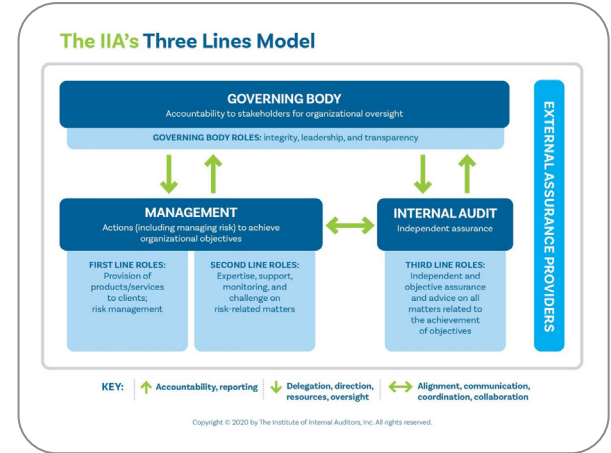 The IIA's Three Lines Model
GOVERNING BODY
Accountability to stakeholders for organizational oversight
GOVERNING BODY ROLES: integrity, leadership, and transparency
MANAGEMENT
Actions (including managing risk) to achieve
organizational objectives
INTERNAL AUDIT
Independent assurance
FIRST LINE ROLES:
Provision of
products/services
to clients;
risk management
SECOND LINE ROLES:
Expertise, support,
monitoring, and
challenge on
risk-related matters
THIRD LINE ROLES:
Independent and
objective assurance
and advice on all
matters related to
the achievement
of objectives
EXTERNAL ASSURANCE PROVIDERS
KEY:
Accountability, reporting
Delegation, direction,
resources, oversight
Alignment, communication,
coordination, collaboration
Copyright © 2020 by The Institute of Internal Auditors, Inc. All rights reserved.